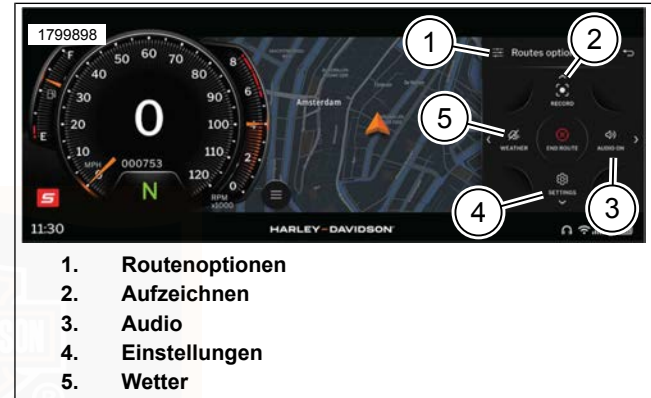 1799898
1
2
3
4
5
F
E
0
10
20
30
40
50
60
70
80
90
100
110
120
MPH
0
000753
N
8
6
4
2
0
RPM
x1000
S
Amsterdam
Routes option
RECORD
WEATHER
END ROUTE
AUDIO ON
SETTINGS
11:30
HARLEY-DAVIDSON
1. Routenoptionen
2. Aufzeichnen
3. Audio
4. Einstellungen
5. Wetter